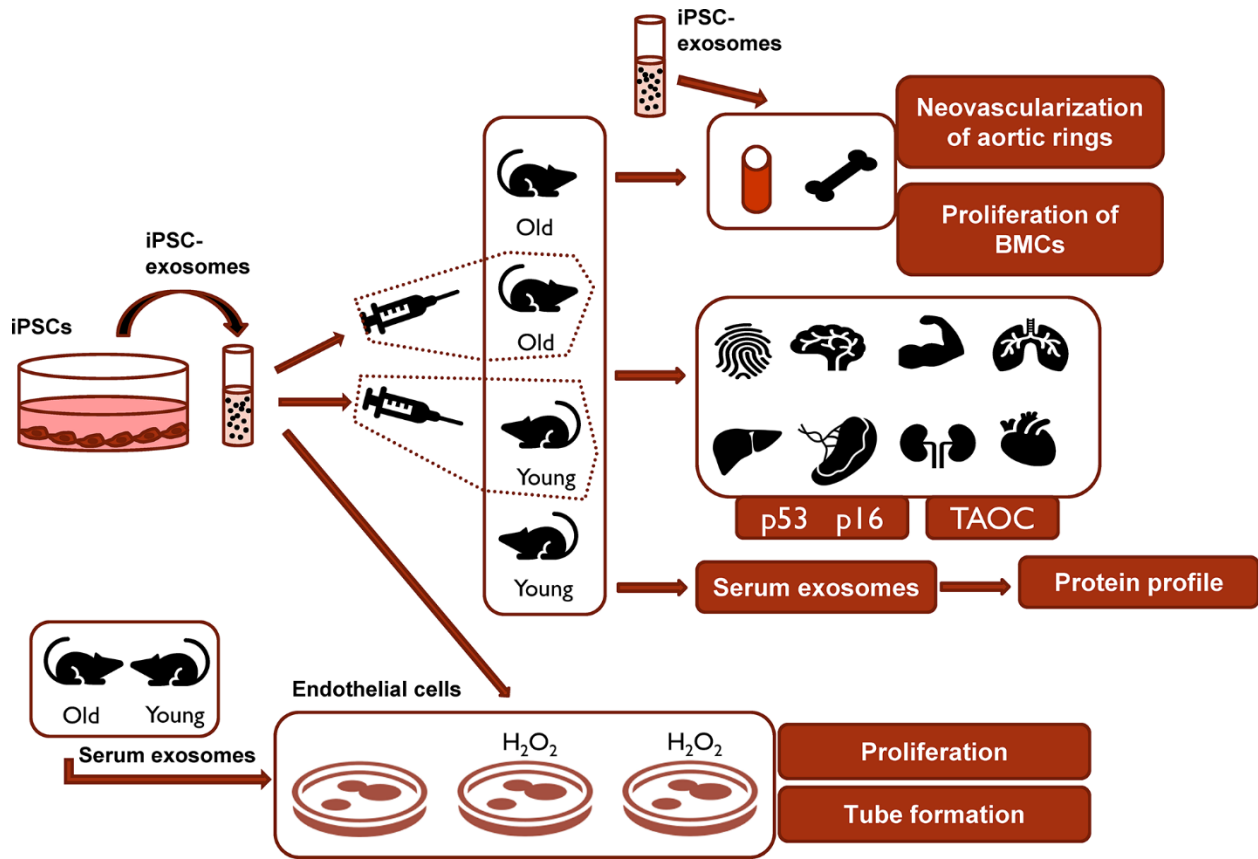 iPSC-
exosomes
Neovascularization
of aortic rings
Proliferation of
BMCs
Old
iPSC-
exosomes
iPSCs
Old
Young
Young
p53 p16
TAOC
Serum exosomes
Protein profile
Old
Young
Serum exosomes
Endothelial cells
H₂O₂
H₂O₂
Proliferation
Tube formation